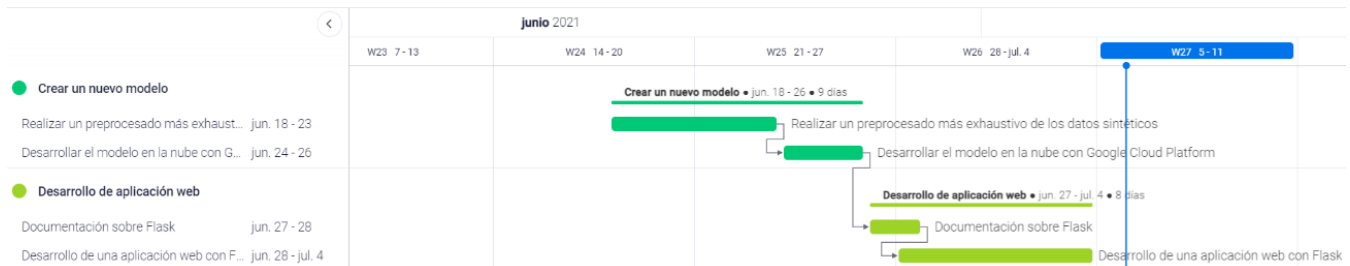 junio 2021
W23 7 - 13 W24 14 - 20 W25 21 - 27 W26 28 - jul. 4 W27 5 - 11
Crear un nuevo modelo
Crear un nuevo modelo • jun. 18 - 26 • 9 días
Realizar un preprocesado más exhaust... jun. 18 - 23
Realizar un preprocesado más exhaustivo de los datos sintéticos
Desarrollar el modelo en la nube con G... jun. 24 - 26
Desarrollar el modelo en la nube con Google Cloud Platform
Desarrollo de aplicación web
Desarrollo de aplicación web • jun. 27 - jul. 4 • 8 días
Documentación sobre Flask jun. 27 - 28
Documentación sobre Flask
Desarrollo de una aplicación web con F... jun. 28 - jul. 4
Desarrollo de una aplicación web con Flask